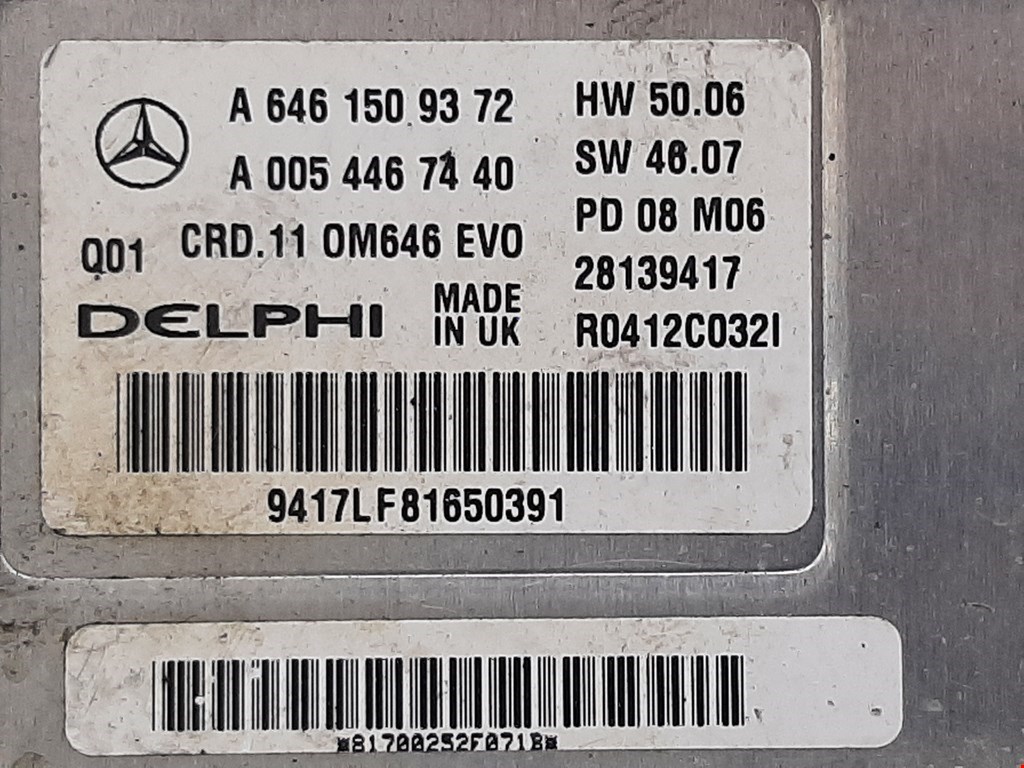 A 646 150 93 72
A 005 446 74 40
Q01 CRD.11 OM646 EVO
DELPHI
MADE
IN UK
HW 50.06
SW 46.07
PD 08 M06
28139417
R0412C032I
9417LF81650391
*81700252F071B*